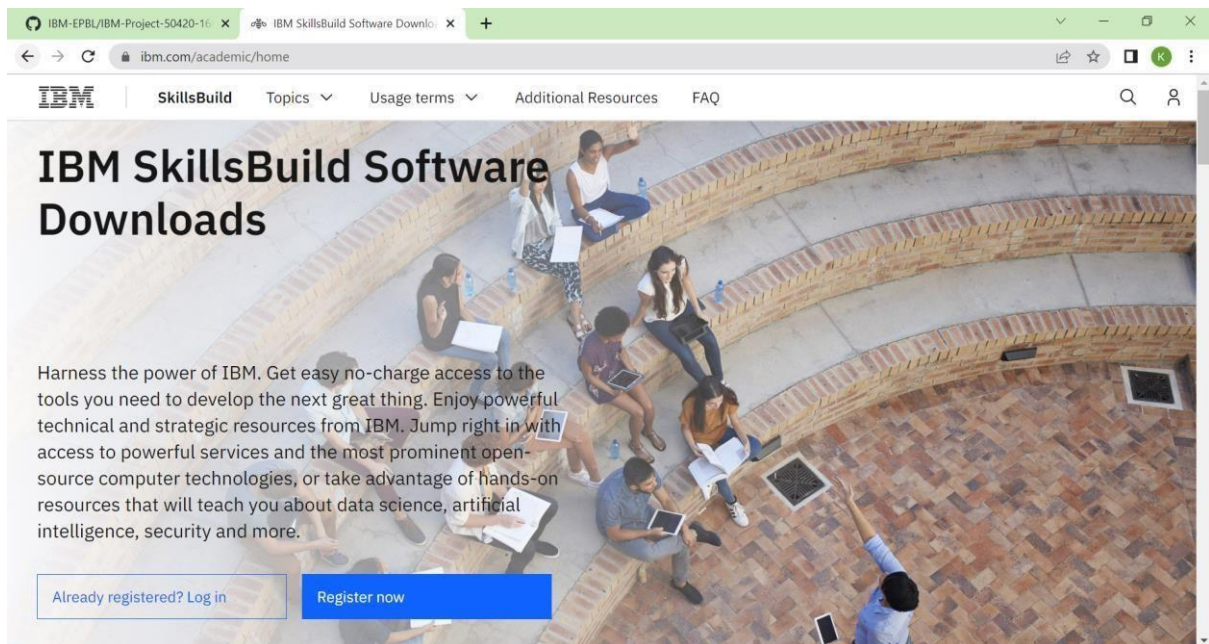 IBM-EPBL/IBM-Project-50420-16
IBM SkillsBuild Software Downlo
ibm.com/academic/home
IBM SkillsBuild Topics Usage terms Additional Resources FAQ
IBM SkillsBuild Software
Downloads
Harness the power of IBM. Get easy no-charge access to the
tools you need to develop the next great thing. Enjoy powerful
technical and strategic resources from IBM. Jump right in with
access to powerful services and the most prominent open-
source computer technologies, or take advantage of hands-on
resources that will teach you about data science, artificial
intelligence, security and more.
Already registered? Log in
Register now
K